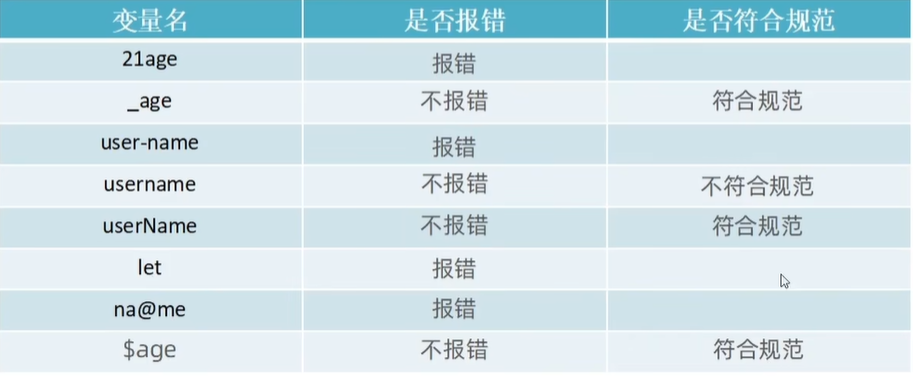 变量名 是否报错 是否符合规范
21age 报错
_age 不报错 符合规范
user-name 报错
username 不报错 不符合规范
userName 不报错 符合规范
let 报错
na@me 报错
$age 不报错 符合规范